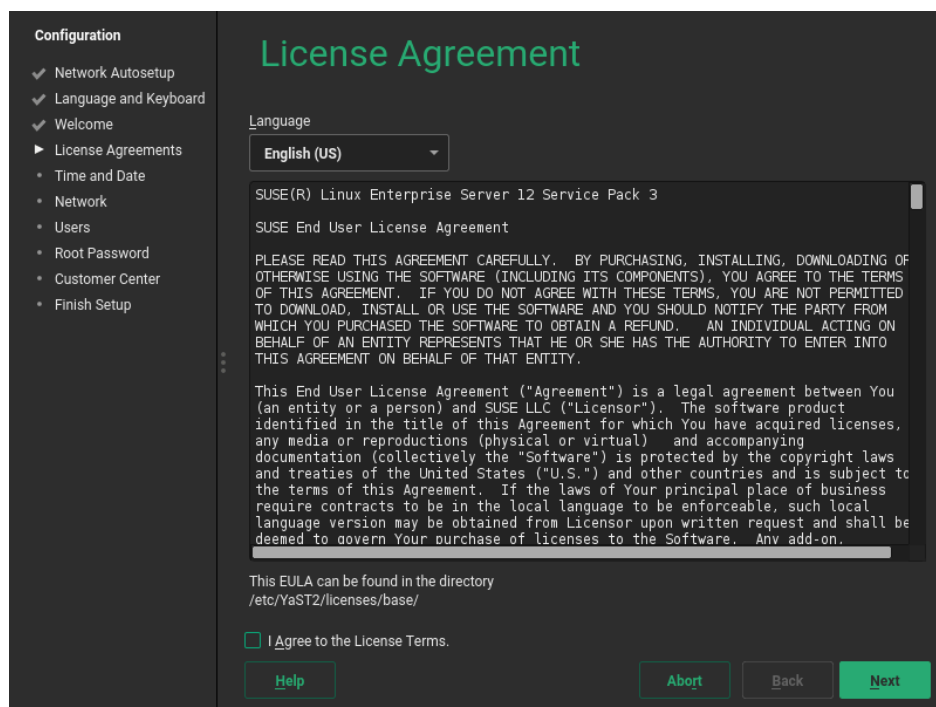 Configuration
Network Autosetup
Language and Keyboard
Welcome
License Agreements
Time and Date
Network
Users
Root Password
Customer Center
Finish Setup
License Agreement
Language
English (US)
SUSE(R) Linux Enterprise Server 12 Service Pack 3
SUSE End User License Agreement
PLEASE READ THIS AGREEMENT CAREFULLY.  BY PURCHASING, INSTALLING, DOWNLOADING OR
OTHERWISE USING THE SOFTWARE (INCLUDING ITS COMPONENTS), YOU AGREE TO THE TERMS
OF THIS AGREEMENT.  IF YOU DO NOT AGREE WITH THESE TERMS, YOU ARE NOT PERMITTED
TO DOWNLOAD, INSTALL OR USE THE SOFTWARE AND YOU SHOULD NOTIFY THE PARTY FROM
WHICH YOU PURCHASED THE SOFTWARE TO OBTAIN A REFUND.   AN INDIVIDUAL ACTING ON
BEHALF OF AN ENTITY REPRESENTS THAT HE OR SHE HAS THE AUTHORITY TO ENTER INTO
THIS AGREEMENT ON BEHALF OF THAT ENTITY.
This End User License Agreement ("Agreement") is a legal agreement between You
(an entity or a person) and SUSE LLC ("Licensor").  The software product
identified in the title of this Agreement for which You have acquired licenses,
any media or reproductions (physical or virtual)   and accompanying
documentation (collectively the "Software") is protected by the copyright laws
and treaties of the United States ("U.S.") and other countries and is subject to
the terms of this Agreement.  If the laws of Your principal place of business
require contracts to be in the local language to be enforceable, such local
language version may be obtained from Licensor upon written request and shall be
deemed to govern Your purchase of licenses to the Software.  Any add-on,
This EULA can be found in the directory
/etc/YaST2/licenses/base/
I Agree to the License Terms.
Help
Abort
Back
Next